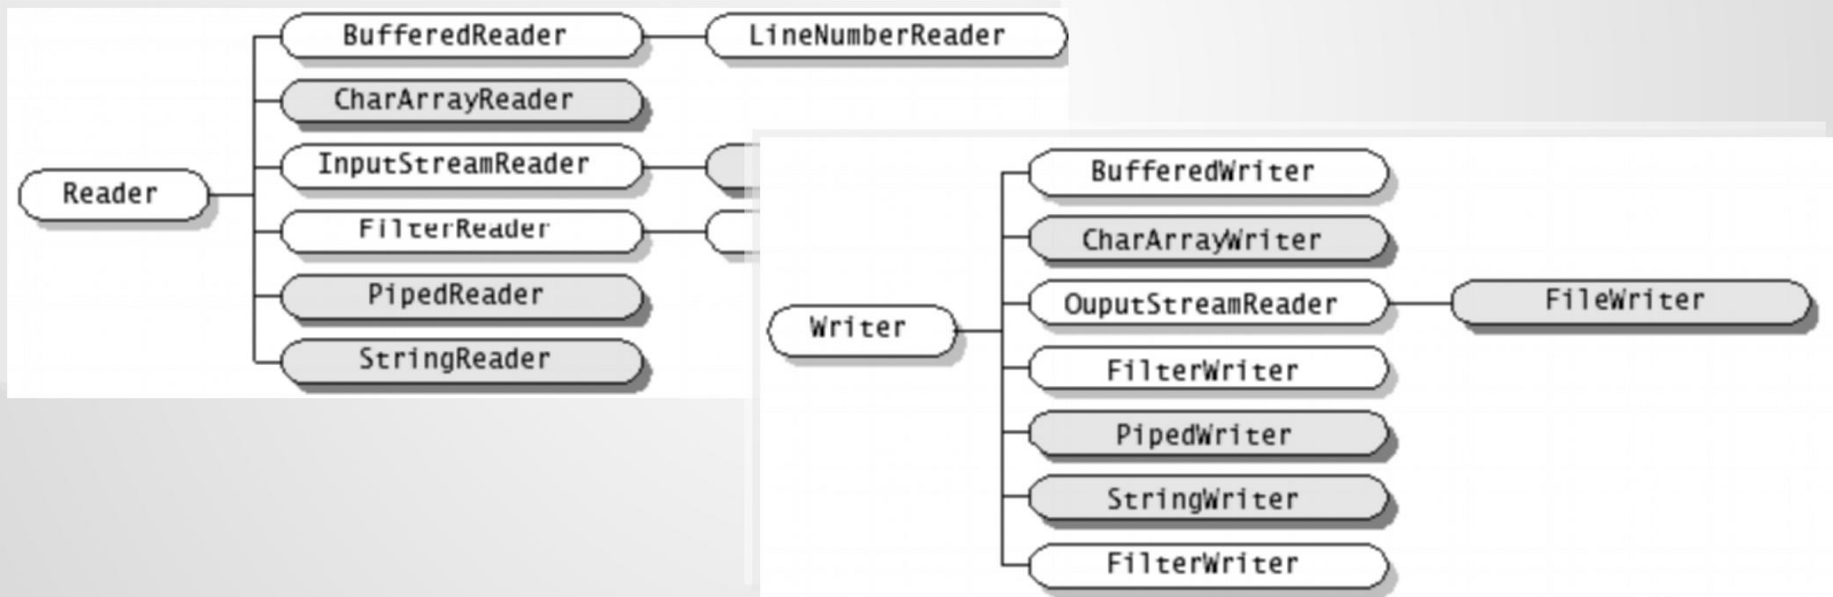 BufferedReader
LineNumberReader
CharArrayReader
InputStreamReader
Reader
FilterReader
PipedReader
StringReader
BufferedWriter
CharArrayWriter
OuputStreamReader
FileWriter
Writer
FilterWriter
PipedWriter
StringWriter
FilterWriter